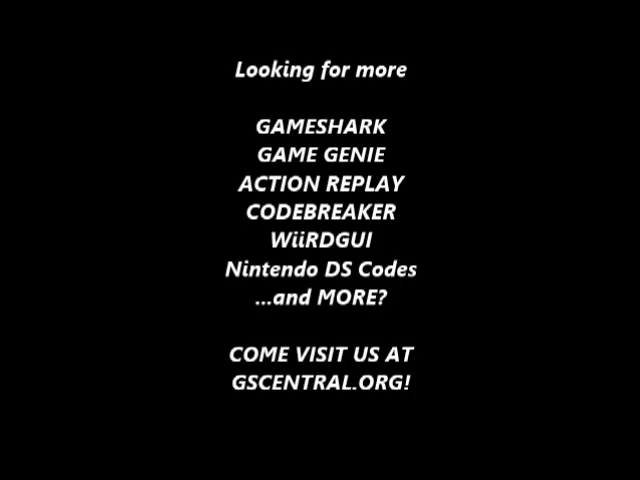 Looking for more
GAMESHARK
GAME GENIE
ACTION REPLAY
CODEBREAKER
WiiRDGUI
Nintendo DS Codes
...and MORE?
COME VISIT US AT
GSCENTRAL.ORG!